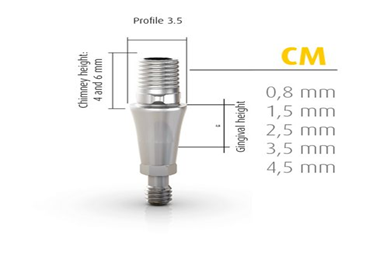 Profile 3.5
Chimney height:
4 and 6 mm
Gingival height
CM
0,8 mm
1,5 mm
2,5 mm
3,5 mm
4,5 mm